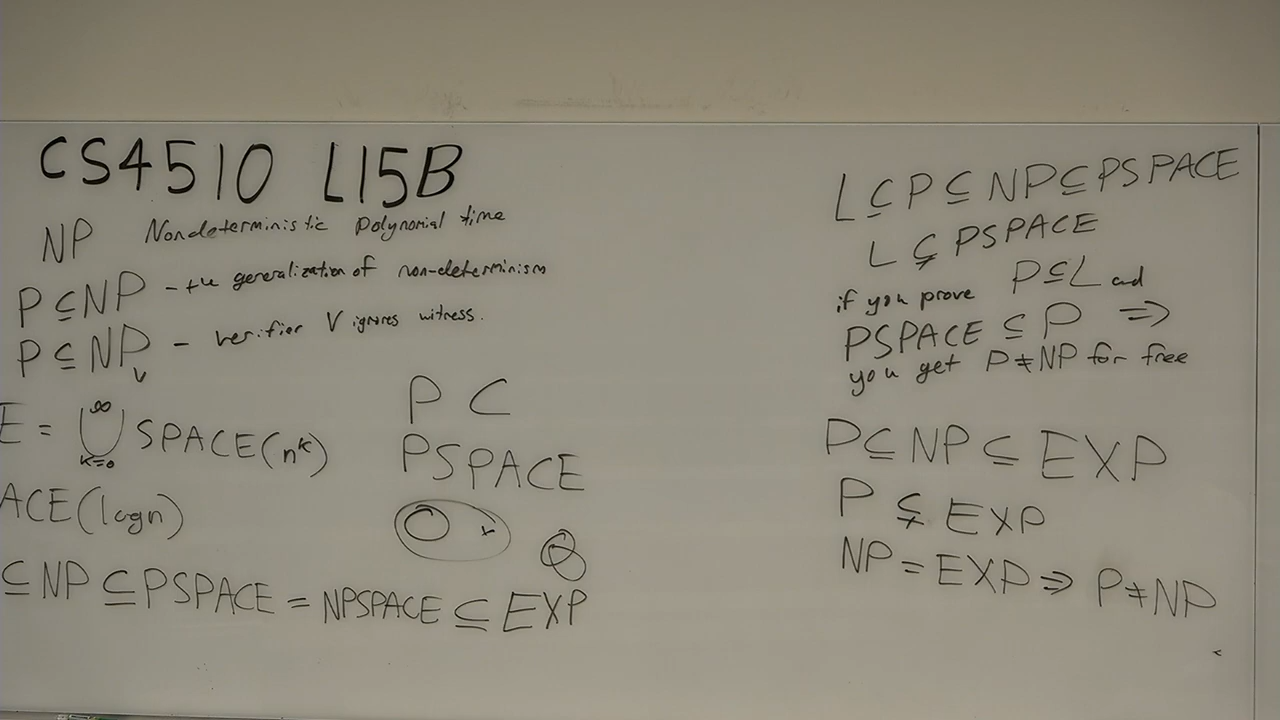 CS4510 L15B
NP Nondeterministic Polynomial time
P ⊆ NP - the generalization of non-determinism
P ⊆ NP_V - verifier V ignores witness.
E = ⋃_{k=0}^{∞} SPACE(n^k)
ACE(logn)
⊆ NP ⊆ PSPACE = NPSPACE ⊆ EXP
P ⊂
PSPACE
L ⊆ P ⊆ NP ⊆ PSPACE
L ⊊ PSPACE
if you prove P ⊆ L and
PSPACE ⊆ P ⇒
you get P ≠ NP for free
P ⊆ NP ⊆ EXP
P ⊊ EXP
NP = EXP ⇒ P ≠ NP